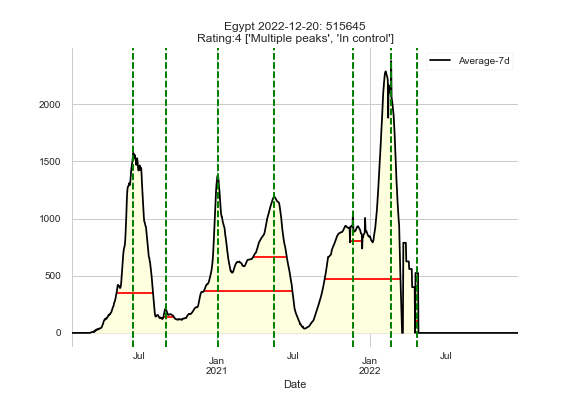 Egypt 2022-12-20: 515645
Rating:4 ['Multiple peaks', 'In control']
Average-7d
2000
1500
1000
500
0
Jul
Jan
2021
Jul
Jan
2022
Jul
Date